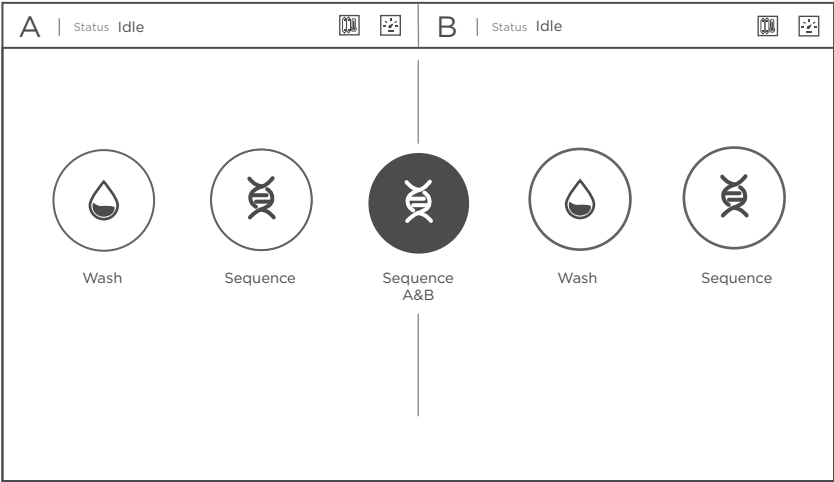 A Status Idle
B Status Idle
Wash
Sequence
Sequence
A&B
Wash
Sequence